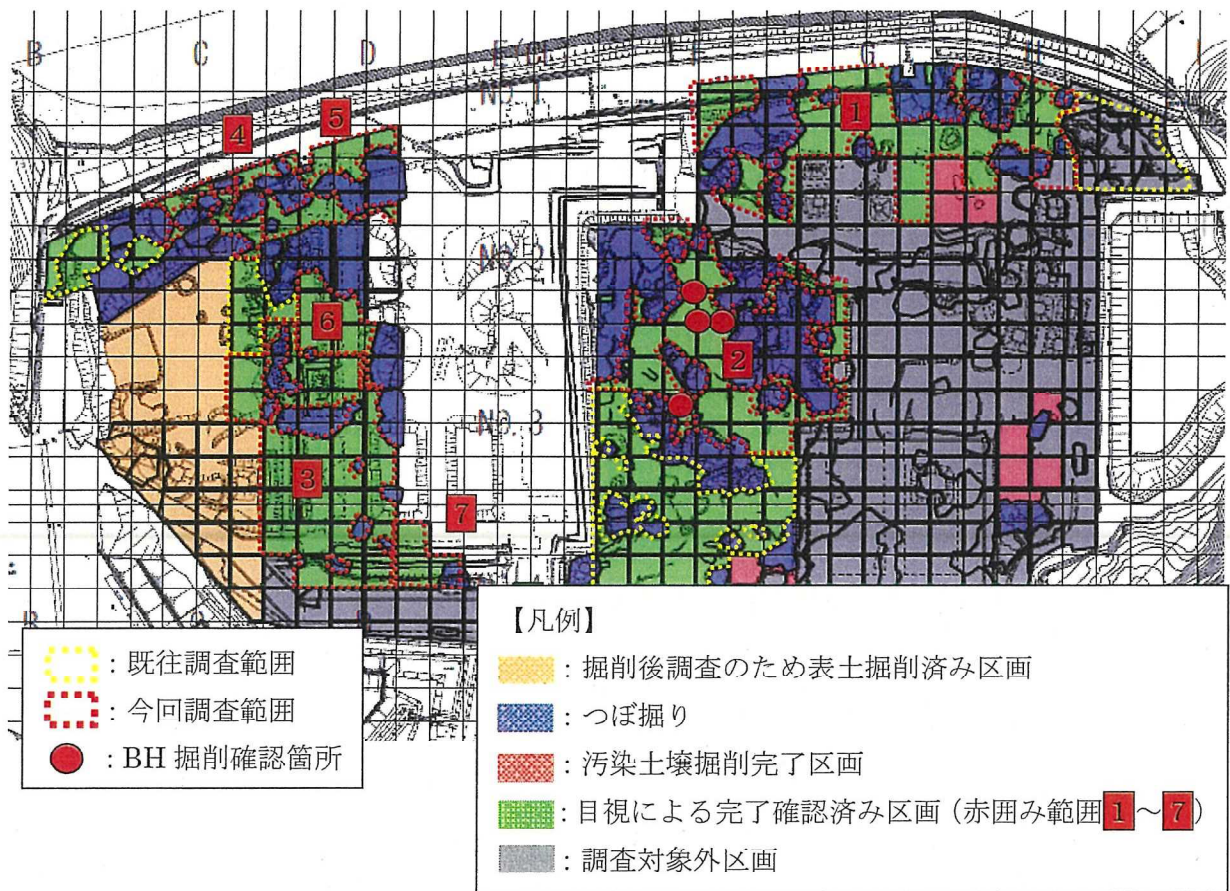 B C D F G H
NO. 1
4 5 1
NO. 2
6 2
NO. 3
3 7
既往調査範囲
: 今回調査範囲
: BH 掘削確認箇所
【凡例】
: 掘削後調査のため表土掘削済み区画
: つぼ掘り
: 汚染土壌掘削完了区画
: 目視による完了確認済み区画（赤囲み範囲 1 ～ 7 ）
: 調査対象外区画